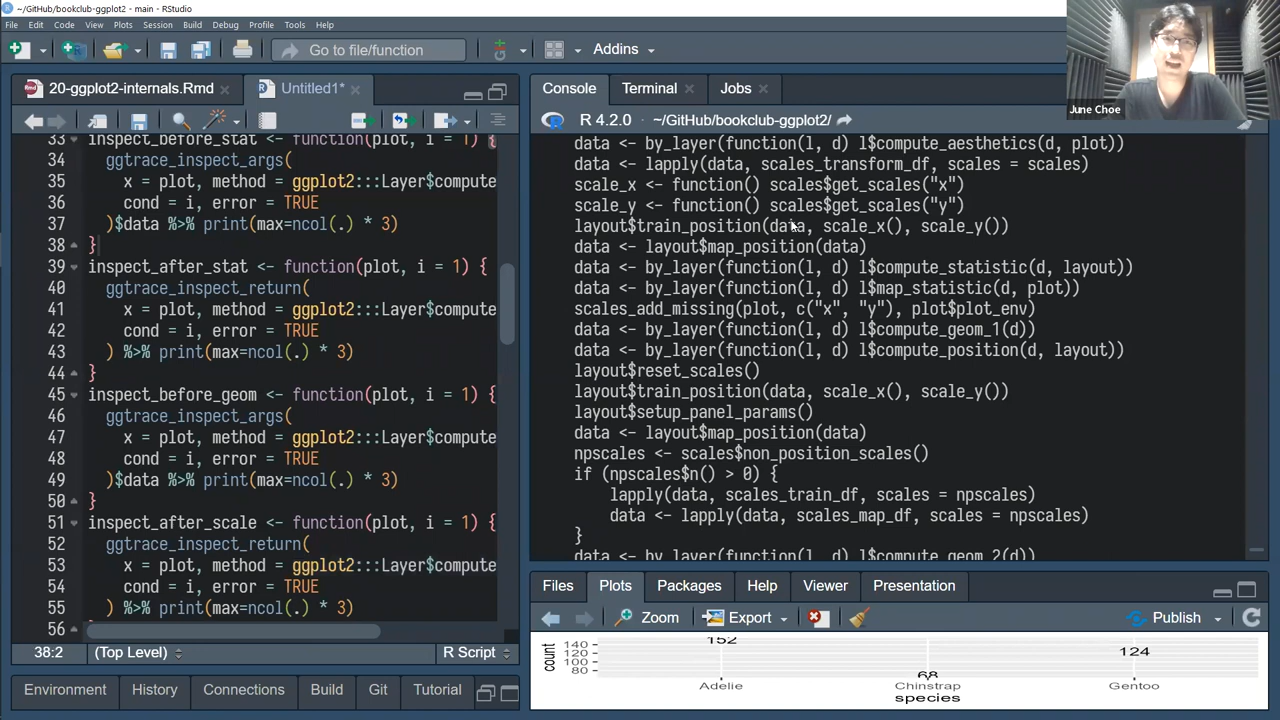 ~/GitHub/bookclub-ggplot2 - main - RStudio
File Edit Code View Plots Session Build Debug Profile Tools Help
Go to file/function Addins
June Choe
20-ggplot2-internals.Rmd Untitled1*
33 inspect_before_stat <- function(plot, i = 1) {
34 ggtrace_inspect_args(
35 x = plot, method = ggplot2:::Layer$compute
36 cond = i, error = TRUE
37 )$data %>% print(max=ncol(.) * 3)
38 }
39 inspect_after_stat <- function(plot, i = 1) {
40 ggtrace_inspect_return(
41 x = plot, method = ggplot2:::Layer$compute
42 cond = i, error = TRUE
43 ) %>% print(max=ncol(.) * 3)
44 }
45 inspect_before_geom <- function(plot, i = 1) {
46 ggtrace_inspect_args(
47 x = plot, method = ggplot2:::Layer$compute
48 cond = i, error = TRUE
49 )$data %>% print(max=ncol(.) * 3)
50 }
51 inspect_after_scale <- function(plot, i = 1) {
52 ggtrace_inspect_return(
53 x = plot, method = ggplot2:::Layer$compute
54 cond = i, error = TRUE
55 ) %>% print(max=ncol(.) * 3)
56
38:2 (Top Level) R Script
Environment History Connections Build Git Tutorial
Console Terminal Jobs
R 4.2.0 · ~/GitHub/bookclub-ggplot2/
data <- by_layer(function(l, d) l$compute_aesthetics(d, plot))
data <- lapply(data, scales_transform_df, scales = scales)
scale_x <- function() scales$get_scales("x")
scale_y <- function() scales$get_scales("y")
layout$train_position(data, scale_x(), scale_y())
data <- layout$map_position(data)
data <- by_layer(function(l, d) l$compute_statistic(d, layout))
data <- by_layer(function(l, d) l$map_statistic(d, plot))
scales_add_missing(plot, c("x", "y"), plot$plot_env)
data <- by_layer(function(l, d) l$compute_geom_1(d))
data <- by_layer(function(l, d) l$compute_position(d, layout))
layout$reset_scales()
layout$train_position(data, scale_x(), scale_y())
layout$setup_panel_params()
data <- layout$map_position(data)
npscales <- scales$non_position_scales()
if (npscales$n() > 0) {
lapply(data, scales_train_df, scales = npscales)
data <- lapply(data, scales_map_df, scales = npscales)
}
data <- by_layer(function(l, d) l$compute_geom_2(d))
Files Plots Packages Help Viewer Presentation
Zoom Export Publish
count
140
120
100
80
152
68
124
Adelie Chinstrap Gentoo
species